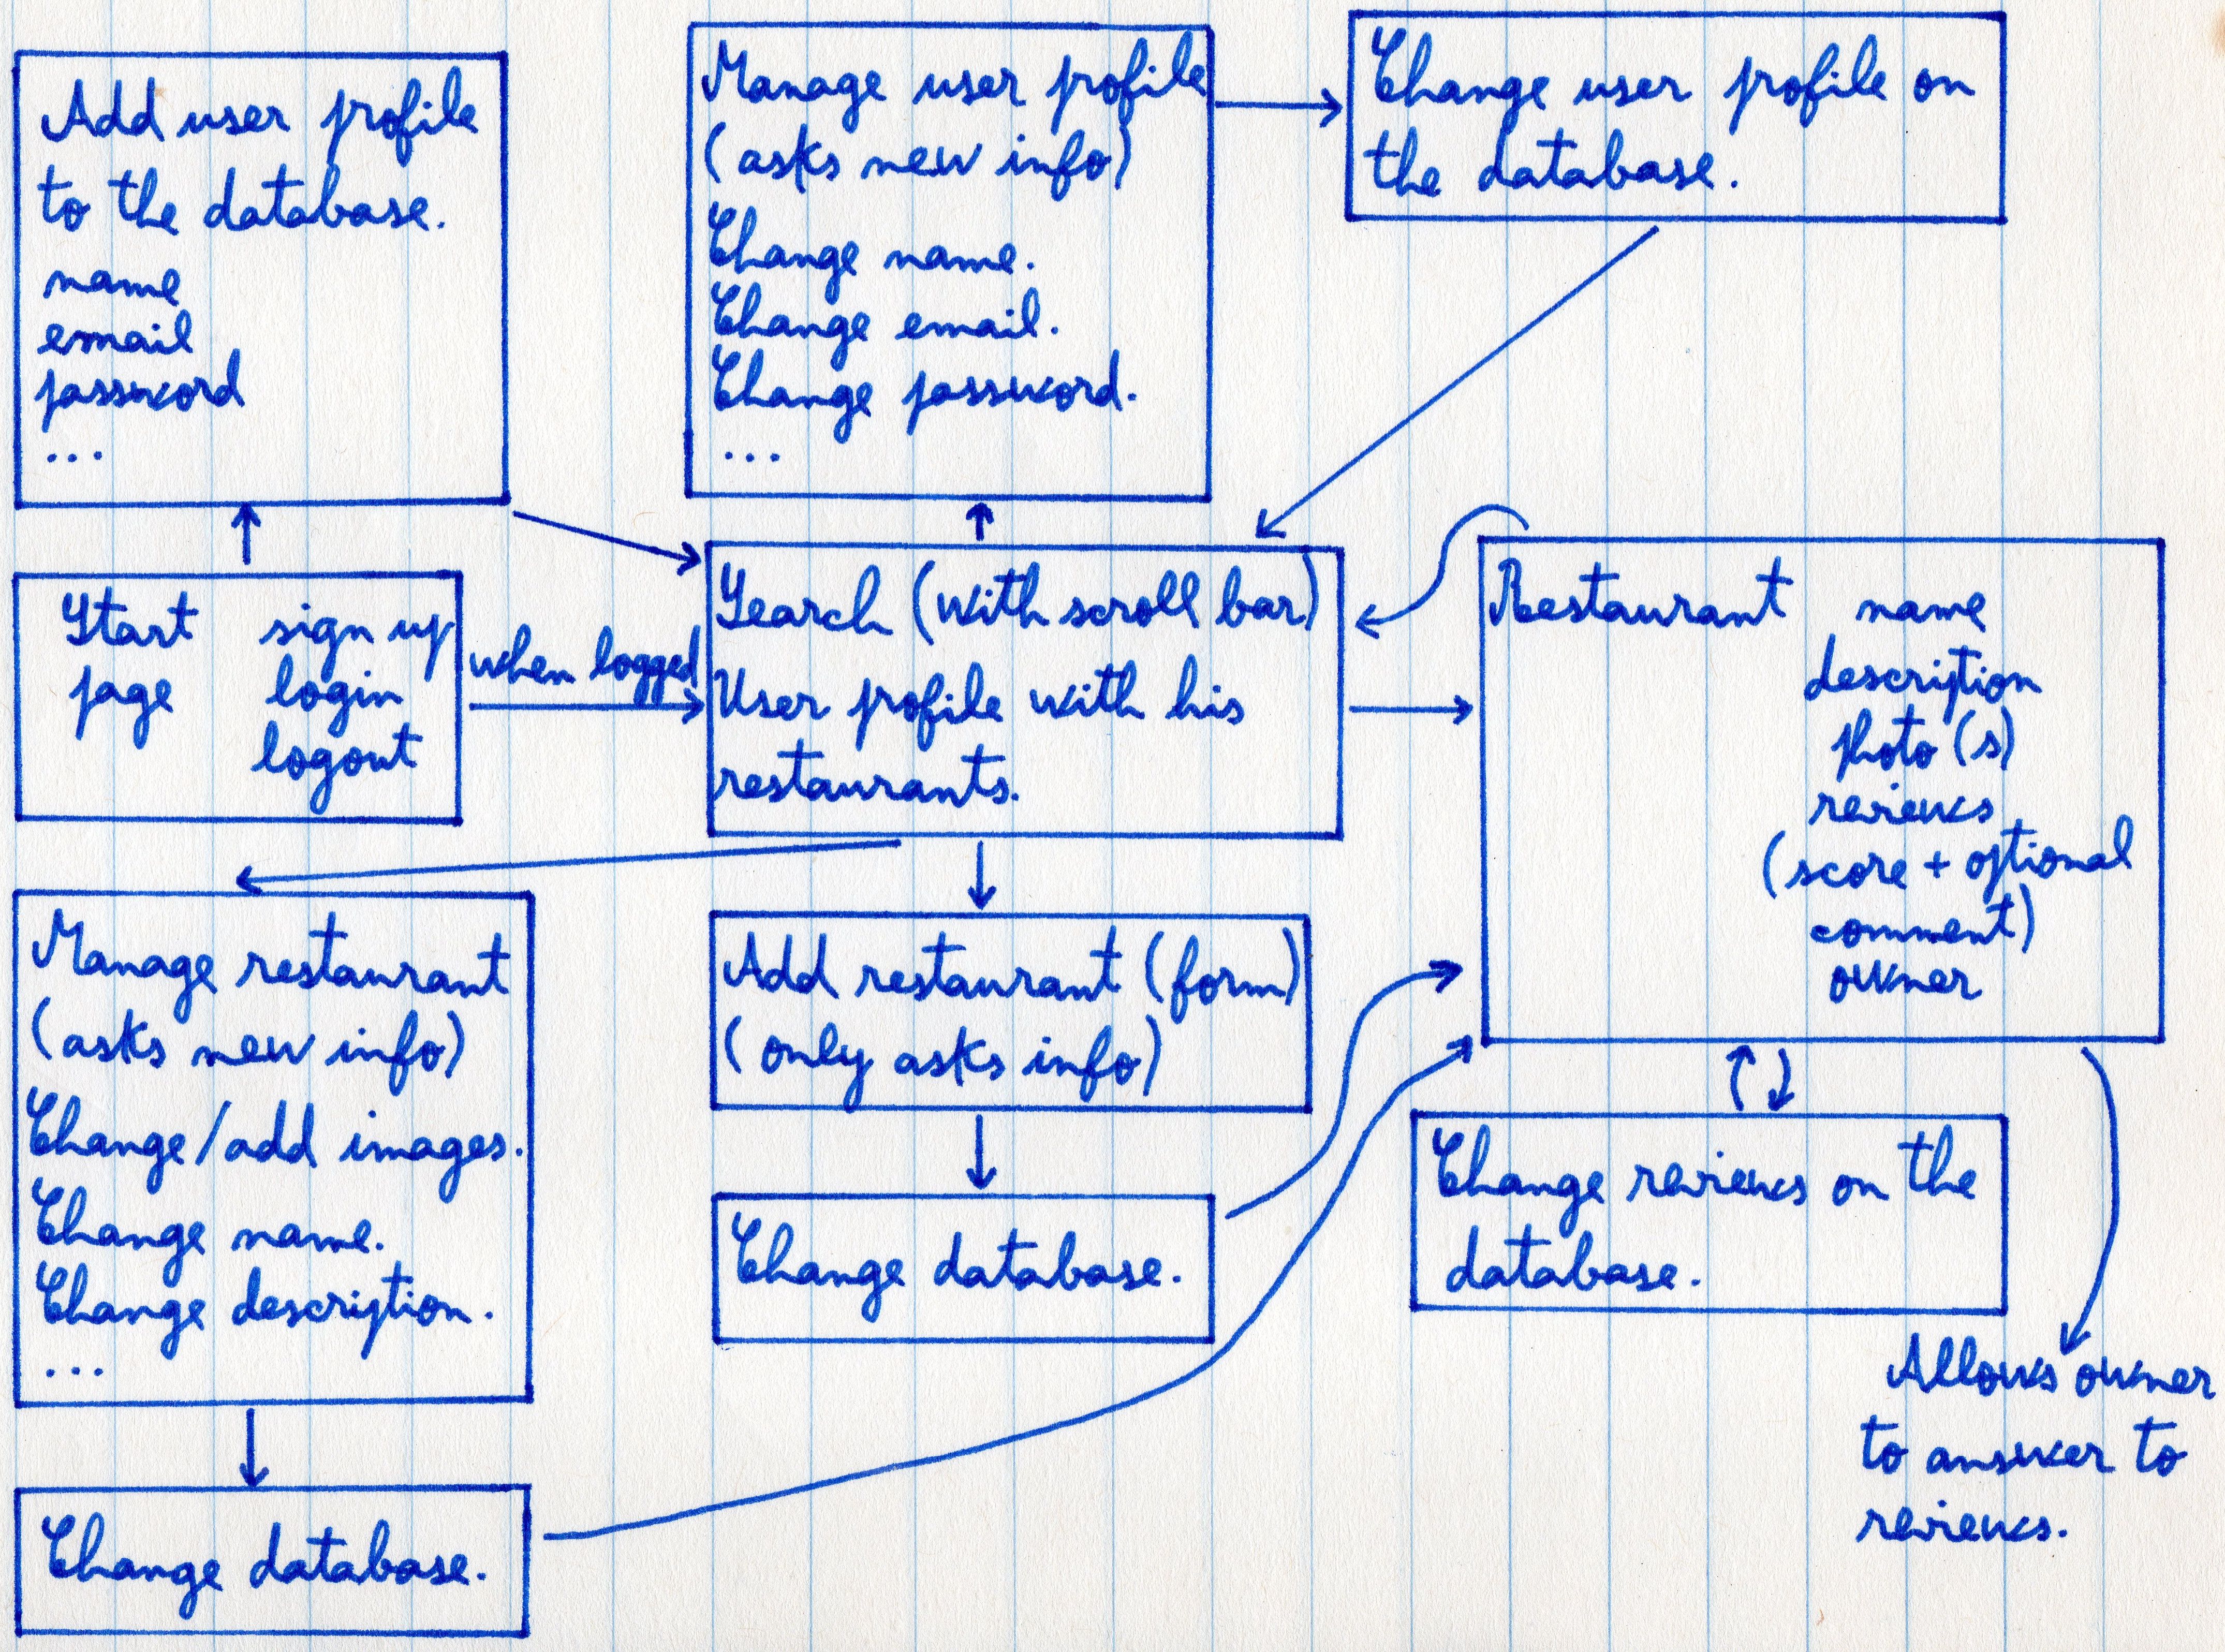 Add user profile
to the database.
name
email
password
...
Manage user profile
(asks new info)
Change name.
Change email.
Change password.
...
Change user profile on
the database.
Start page
sign up
login
logout
when logged
Search (with scroll bar)
User profile with his
restaurants.
Restaurant name
description
photo(s)
reviews
(score + optional
comment)
owner
Manage restaurant
(asks new info)
Change/add images.
Change name.
Change description.
...
Add restaurant (form)
(only asks info)
Change database.
Change reviews on the
database.
Allows owner
to answer to
reviews.
Change database.